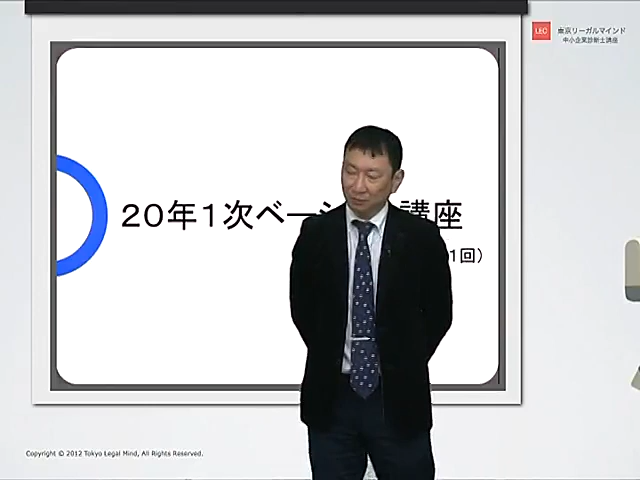 LEC 東京リーガルマインド
中小企業診断士講座
20年1次ベーシ 講座
1回）
Copyright © 2012 Tokyo Legal Mind, All Rights Reserved.